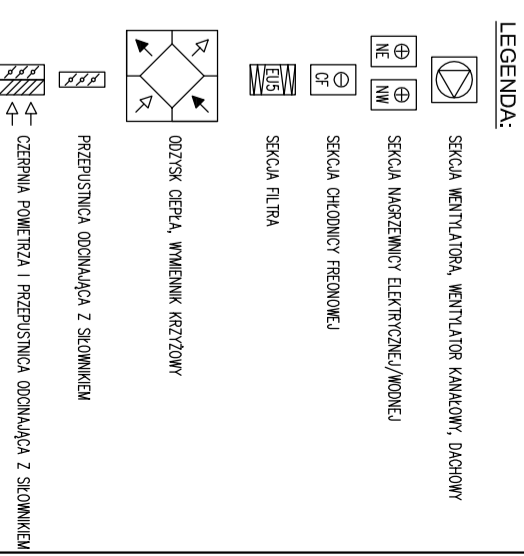 LEGENDA:
SEKCJA WENTYLATORA, WENTYLATOR KANAŁOWY, DACHOWY
NE NW SEKCJA NAGRZEWNICY ELEKTRYCZNEJ/WODNEJ
CF SEKCJA CHŁODNICY FREONOWEJ
EU5 SEKCJA FILTRA
ODZYSK CIEPŁA, WYMIENNIK KRZYŻOWY
PRZEPUSTNICA ODCINAJĄCA Z SIŁOWNIKIEM
CZERPNIA POWIETRZA I PRZEPUSTNICA ODCINAJĄCA Z SIŁOWNIKIEM